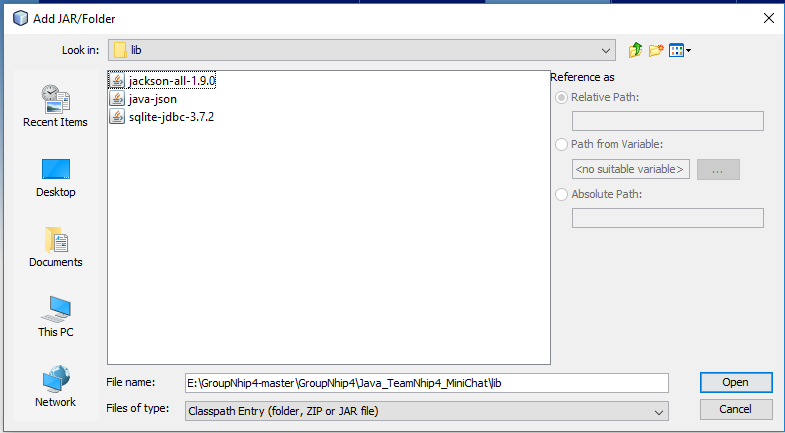 Add JAR/Folder
Look in:
lib
Recent Items
Desktop
Documents
This PC
Network
jackson-all-1.9.0
java-json
sqlite-jdbc-3.7.2
Reference as
Relative Path:
Path from Variable:
<no suitable variable>
...
Absolute Path:
File name:
E:\GroupNhip4-master\GroupNhip4\Java_TeamNhip4_MiniChat\lib
Open
Files of type:
Classpath Entry (folder, ZIP or JAR file)
Cancel